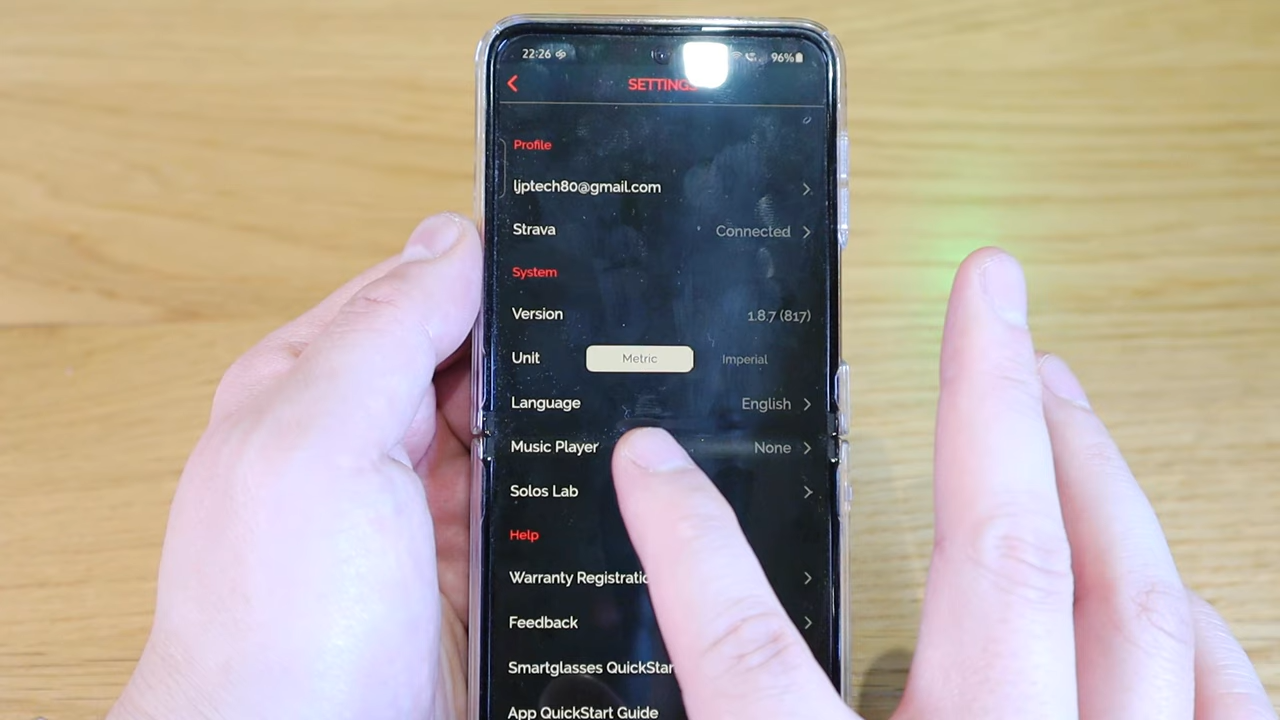 22:26 96%
SETTINGS
Profile
ljptech80@gmail.com
Strava Connected
System
Version 1.8.7 (817)
Unit Metric Imperial
Language English
Music Player None
Solos Lab
Help
Warranty Registratio
Feedback
Smartglasses QuickStar
App QuickStart Guide